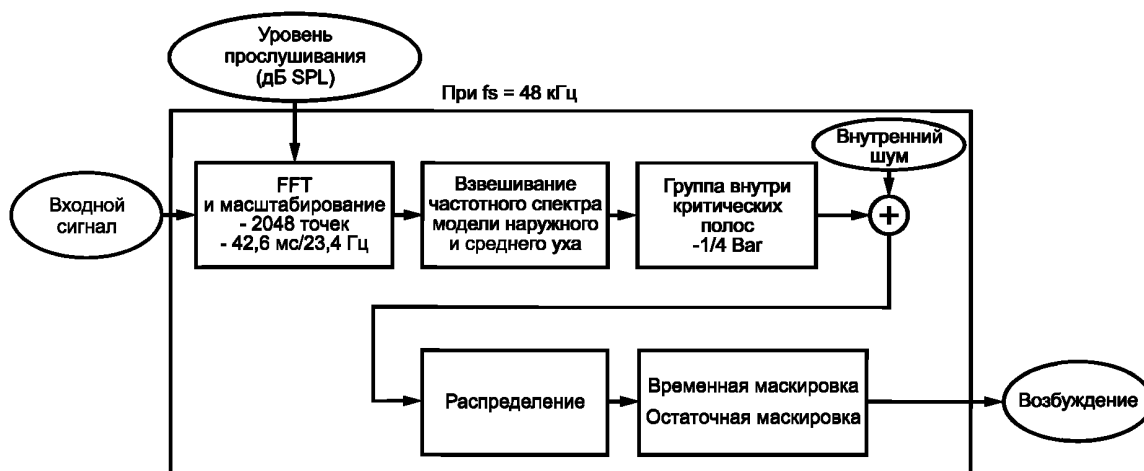 Уровень
прослушивания
(дБ SPL)
При fs = 48 кГц
Внутренний
шум
Входной
сигнал
FFT
и масштабирование
- 2048 точек
- 42,6 мс/23,4 Гц
Взвешивание
частотного спектра
модели наружного
и среднего уха
Группа внутри
критических
полос
-1/4 Bar
+
Распределение
Временная маскировка
Остаточная маскировка
Возбуждение